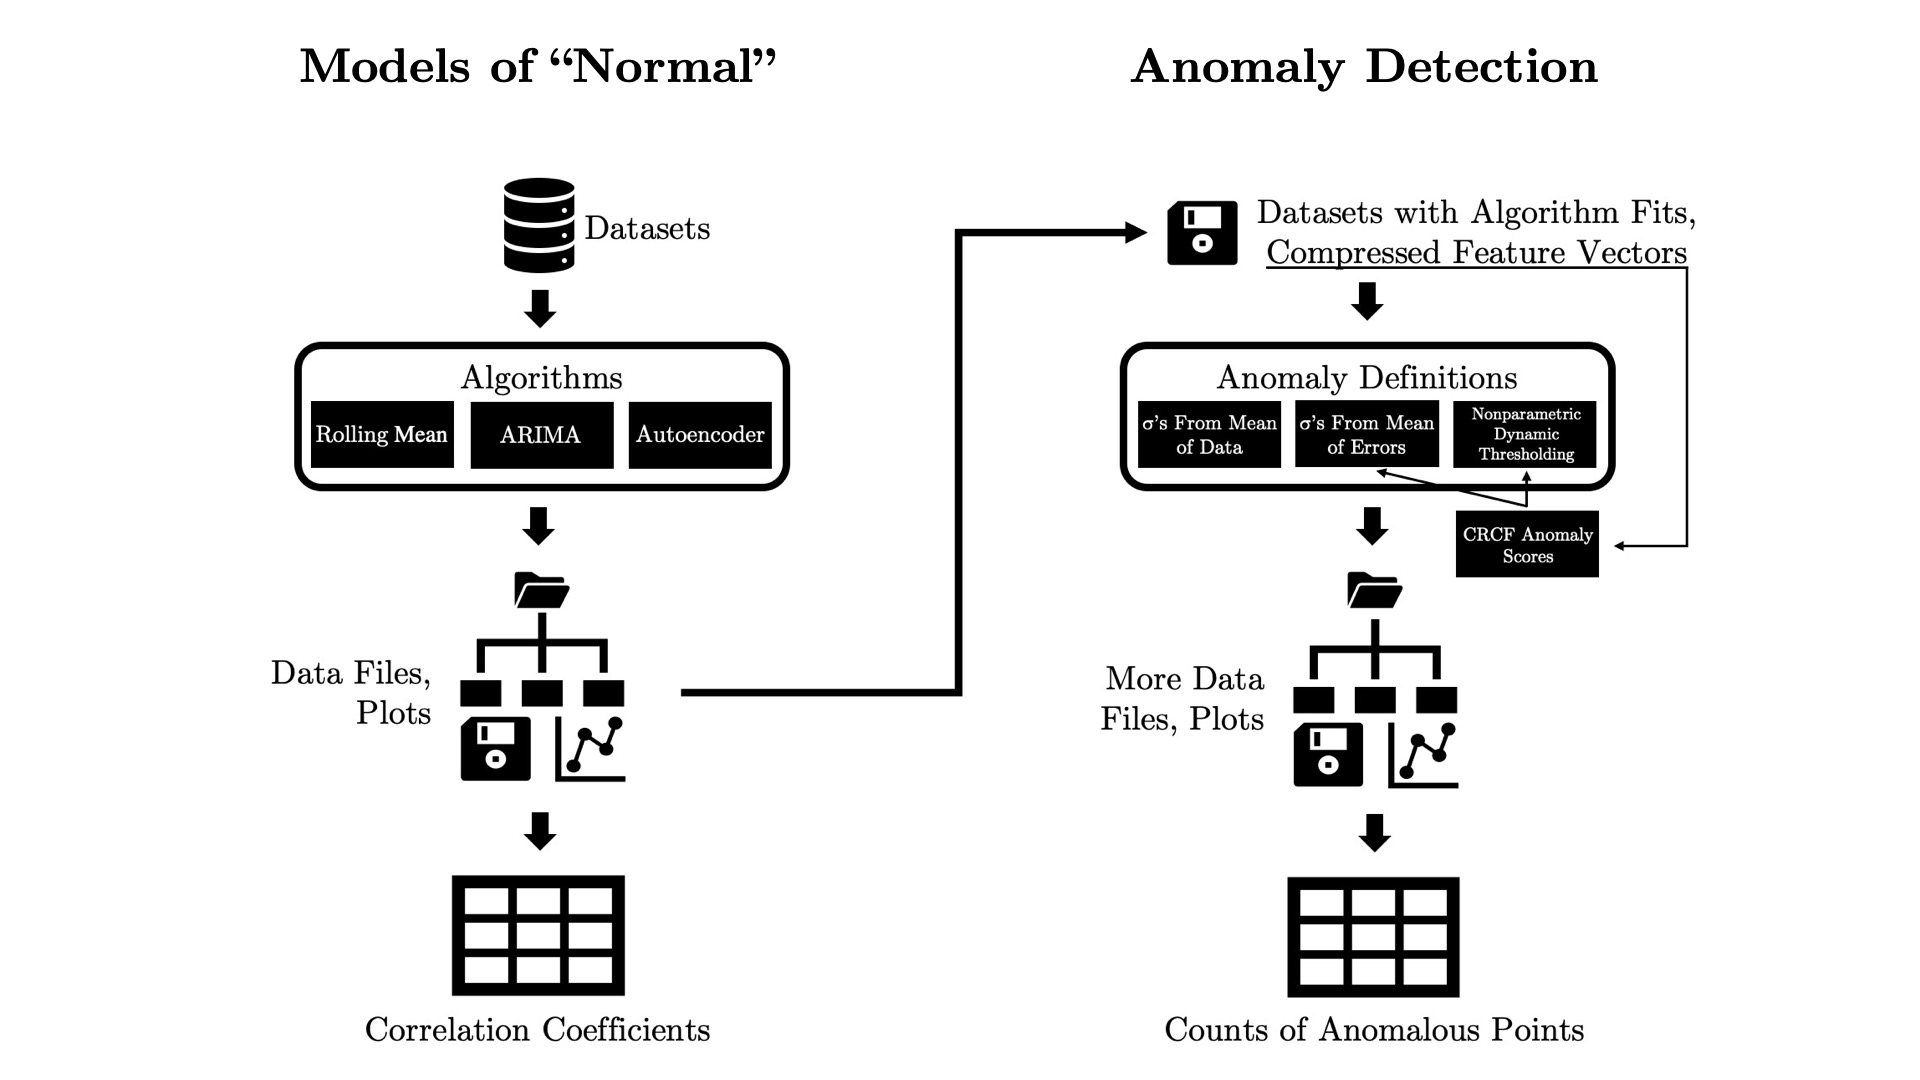 Models of “Normal”
Datasets
Algorithms
Rolling Mean
ARIMA
Autoencoder
Data Files,
Plots
Correlation Coefficients
Anomaly Detection
Datasets with Algorithm Fits,
Compressed Feature Vectors
Anomaly Definitions
σ’s From Mean
of Data
σ’s From Mean
of Errors
Nonparametric
Dynamic
Thresholding
CRCF Anomaly
Scores
More Data
Files, Plots
Counts of Anomalous Points